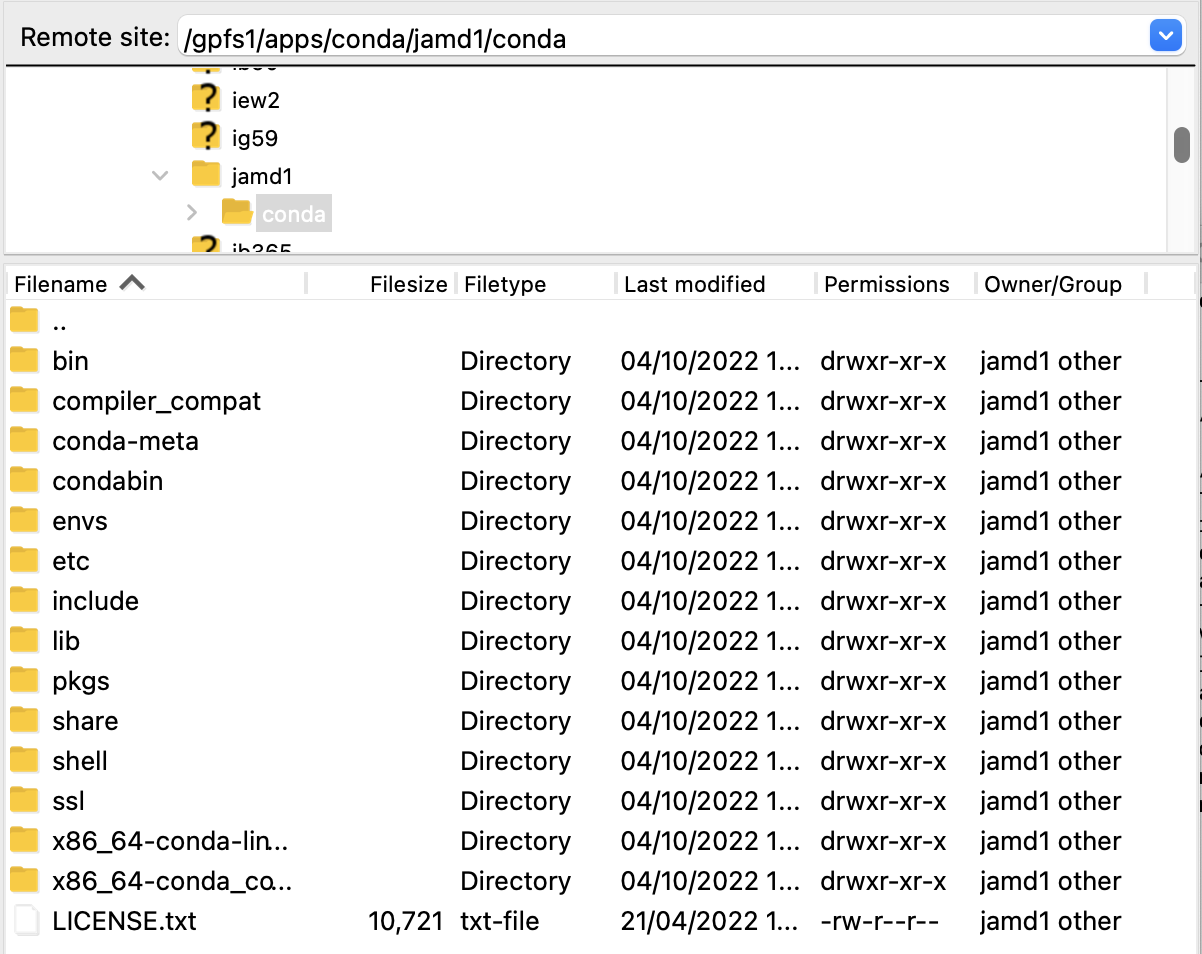 Remote site: /gpfs1/apps/conda/jamd1/conda
iew2
ig59
jamd1
conda
Filename Filesize Filetype Last modified Permissions Owner/Group
..
bin Directory 04/10/2022 1... drwxr-xr-x jamd1 other
compiler_compat Directory 04/10/2022 1... drwxr-xr-x jamd1 other
conda-meta Directory 04/10/2022 1... drwxr-xr-x jamd1 other
condabin Directory 04/10/2022 1... drwxr-xr-x jamd1 other
envs Directory 04/10/2022 1... drwxr-xr-x jamd1 other
etc Directory 04/10/2022 1... drwxr-xr-x jamd1 other
include Directory 04/10/2022 1... drwxr-xr-x jamd1 other
lib Directory 04/10/2022 1... drwxr-xr-x jamd1 other
pkgs Directory 04/10/2022 1... drwxr-xr-x jamd1 other
share Directory 04/10/2022 1... drwxr-xr-x jamd1 other
shell Directory 04/10/2022 1... drwxr-xr-x jamd1 other
ssl Directory 04/10/2022 1... drwxr-xr-x jamd1 other
x86_64-conda-lin... Directory 04/10/2022 1... drwxr-xr-x jamd1 other
x86_64-conda_co... Directory 04/10/2022 1... drwxr-xr-x jamd1 other
LICENSE.txt 10,721 txt-file 21/04/2022 1... -rw-r--r-- jamd1 other